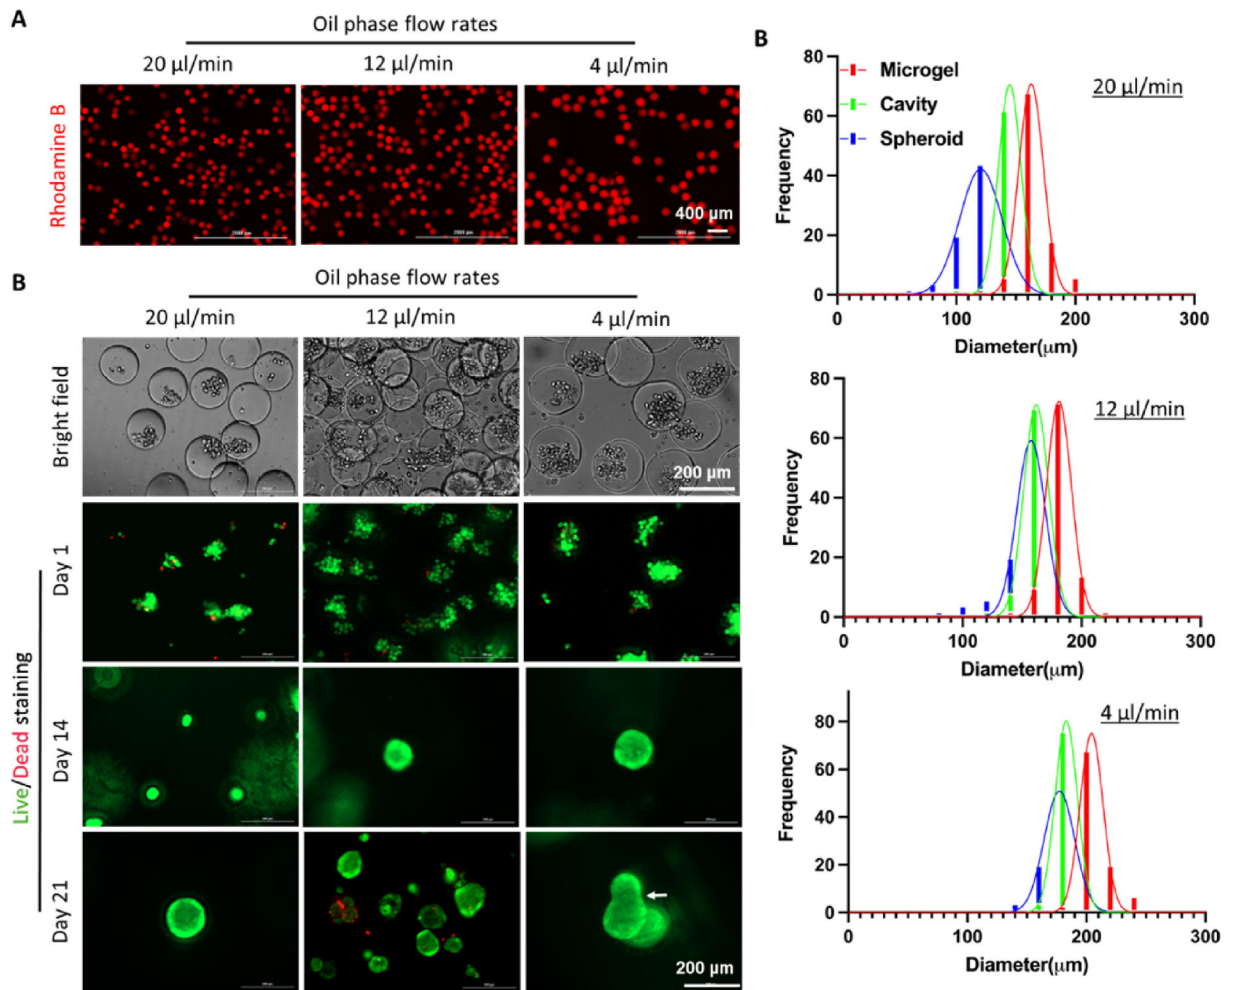 A
Oil phase flow rates
20 µl/min
12 µl/min
4 µl/min
Rhodamine B
400 µm
B
Oil phase flow rates
20 µl/min
12 µl/min
4 µl/min
Bright field
200 µm
Live/Dead staining
Day 1
Day 14
Day 21
200 µm
B
20 µl/min
Microgel
Cavity
Spheroid
Frequency
80
60
40
20
0
0 100 200 300
Diameter(µm)
12 µl/min
Frequency
80
60
40
20
0
0 100 200 300
Diameter(µm)
4 µl/min
Frequency
80
60
40
20
0
0 100 200 300
Diameter(µm)